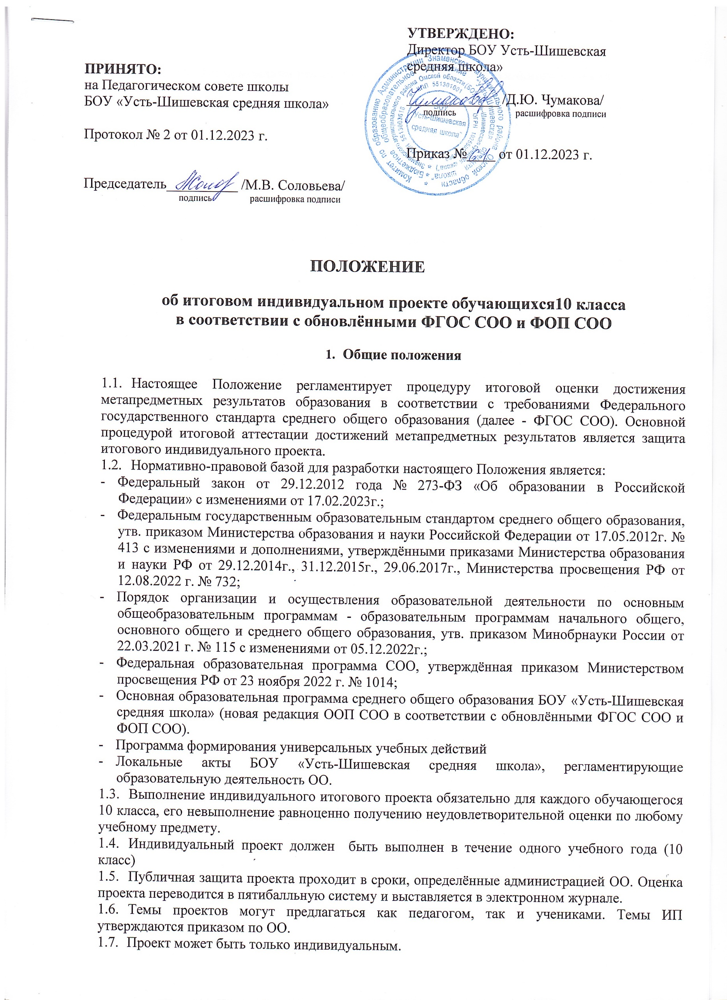 УТВЕРЖДЕНО:
Директор БОУ Усть-Шишевская
средняя школа»
/Д.Ю. Чумакова/
подпись расшифровка подписи
Приказ № от 01.12.2023 г.
ПРИНЯТО:
на Педагогическом совете школы
БОУ «Усть-Шишевская средняя школа»
Протокол № 2 от 01.12.2023 г.
Председатель /М.В. Соловьева/
подпись расшифровка подписи
БОУ
"Усть-Шишевская
средняя школа"
ПОЛОЖЕНИЕ
об итоговом индивидуальном проекте обучающихся10 класса
в соответствии с обновлёнными ФГОС СОО и ФОП СОО
1. Общие положения
1.1. Настоящее Положение регламентирует процедуру итоговой оценки достижения
метапредметных результатов образования в соответствии с требованиями Федерального
государственного стандарта среднего общего образования (далее - ФГОС СОО). Основной
процедурой итоговой аттестации достижений метапредметных результатов является защита
итогового индивидуального проекта.
1.2. Нормативно-правовой базой для разработки настоящего Положения является:
- Федеральный закон от 29.12.2012 года № 273-ФЗ «Об образовании в Российской
Федерации» с изменениями от 17.02.2023г.;
- Федеральным государственным образовательным стандартом среднего общего образования,
утв. приказом Министерства образования и науки Российской Федерации от 17.05.2012г. №
413 с изменениями и дополнениями, утверждёнными приказами Министерства образования
и науки РФ от 29.12.2014г., 31.12.2015г., 29.06.2017г., Министерства просвещения РФ от
12.08.2022 г. № 732;
- Порядок организации и осуществления образовательной деятельности по основным
общеобразовательным программам - образовательным программам начального общего,
основного общего и среднего общего образования, утв. приказом Минобрнауки России от
22.03.2021 г. № 115 с изменениями от 05.12.2022г.;
- Федеральная образовательная программа СОО, утверждённая приказом Министерством
просвещения РФ от 23 ноября 2022 г. № 1014;
- Основная образовательная программа среднего общего образования БОУ «Усть-Шишевская
средняя школа» (новая редакция ООП СОО в соответствии с обновлёнными ФГОС СОО и
ФОП СОО).
- Программа формирования универсальных учебных действий
- Локальные акты БОУ «Усть-Шишевская средняя школа», регламентирующие
образовательную деятельность ОО.
1.3. Выполнение индивидуального итогового проекта обязательно для каждого обучающегося
10 класса, его невыполнение равноценно получению неудовлетворительной оценки по любому
учебному предмету.
1.4. Индивидуальный проект должен быть выполнен в течение одного учебного года (10
класс)
1.5. Публичная защита проекта проходит в сроки, определённые администрацией ОО. Оценка
проекта переводится в пятибалльную систему и выставляется в электронном журнале.
1.6. Темы проектов могут предлагаться как педагогом, так и учениками. Темы ИП
утверждаются приказом по ОО.
1.7. Проект может быть только индивидуальным.